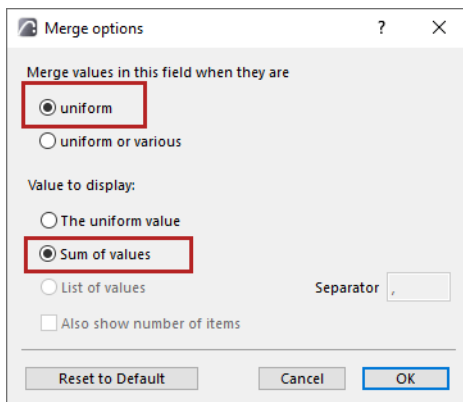 Merge options ?
Merge values in this field when they are
uniform
uniform or various
Value to display:
The uniform value
Sum of values
List of values Separator ,
Also show number of items
Reset to Default Cancel OK